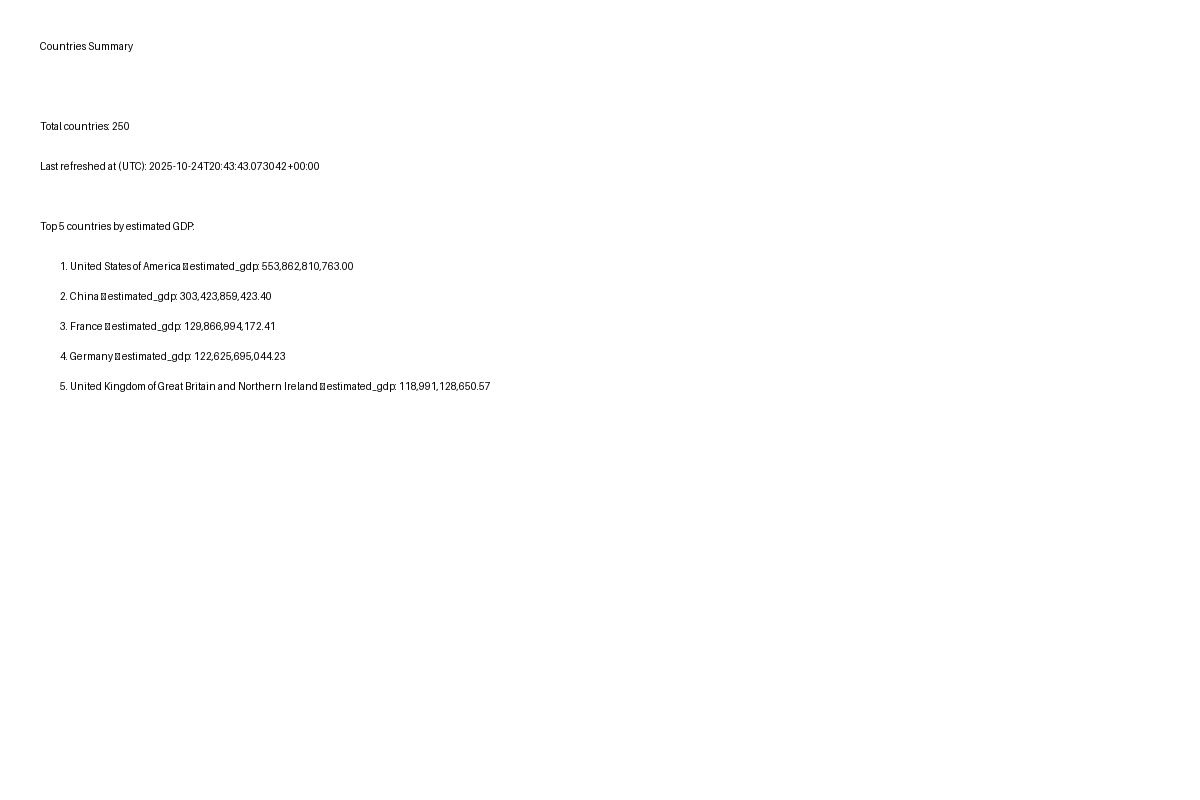 Countries Summary
Total countries: 250
Last refreshed at (UTC): 2025-10-24T20:43:43.073042+00:00
Top 5 countries by estimated GDP:
1. United States of America estimated_gdp: 553,862,810,763.00
2. China estimated_gdp: 303,423,859,423.40
3. France estimated_gdp: 129,866,994,172.41
4. Germany estimated_gdp: 122,625,695,044.23
5. United Kingdom of Great Britain and Northern Ireland estimated_gdp: 118,991,128,650.57